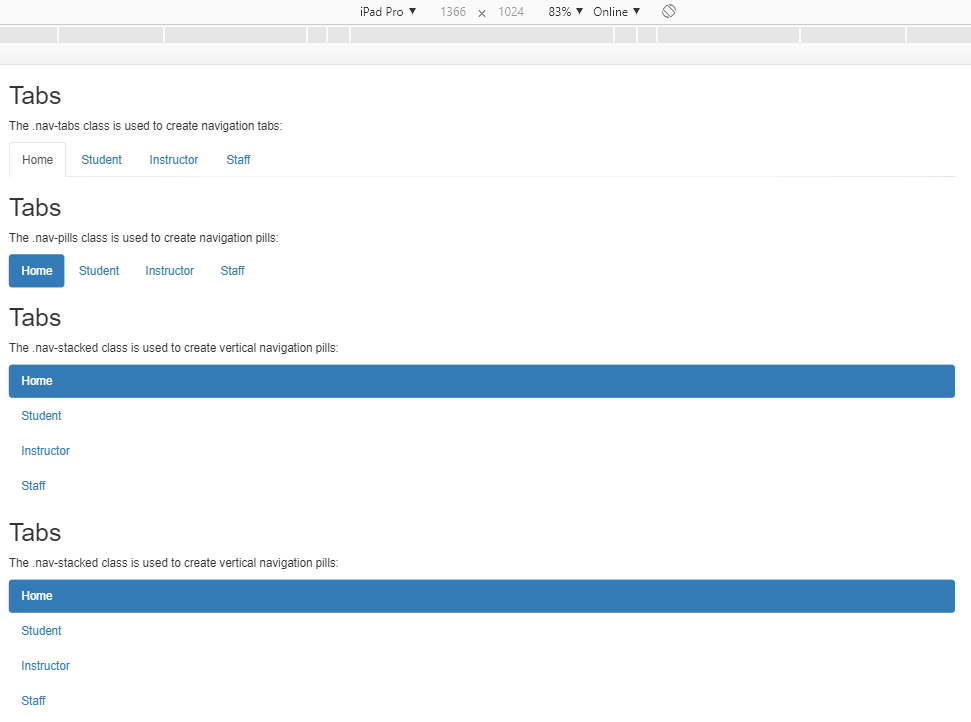 iPad Pro ▼ 1366 x 1024 83% ▼ Online ▼
Tabs
The .nav-tabs class is used to create navigation tabs:
Home Student Instructor Staff
Tabs
The .nav-pills class is used to create navigation pills:
Home Student Instructor Staff
Tabs
The .nav-stacked class is used to create vertical navigation pills:
Home
Student
Instructor
Staff
Tabs
The .nav-stacked class is used to create vertical navigation pills:
Home
Student
Instructor
Staff